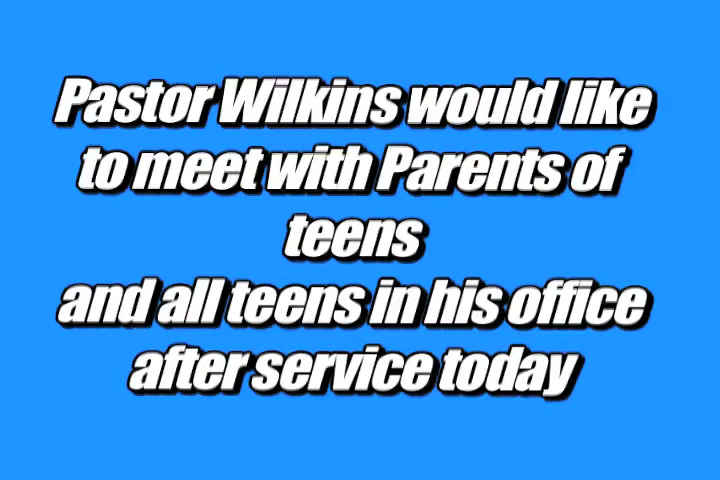 Pastor Wilkins would like
to meet with Parents of
teens
and all teens in his office
after service today